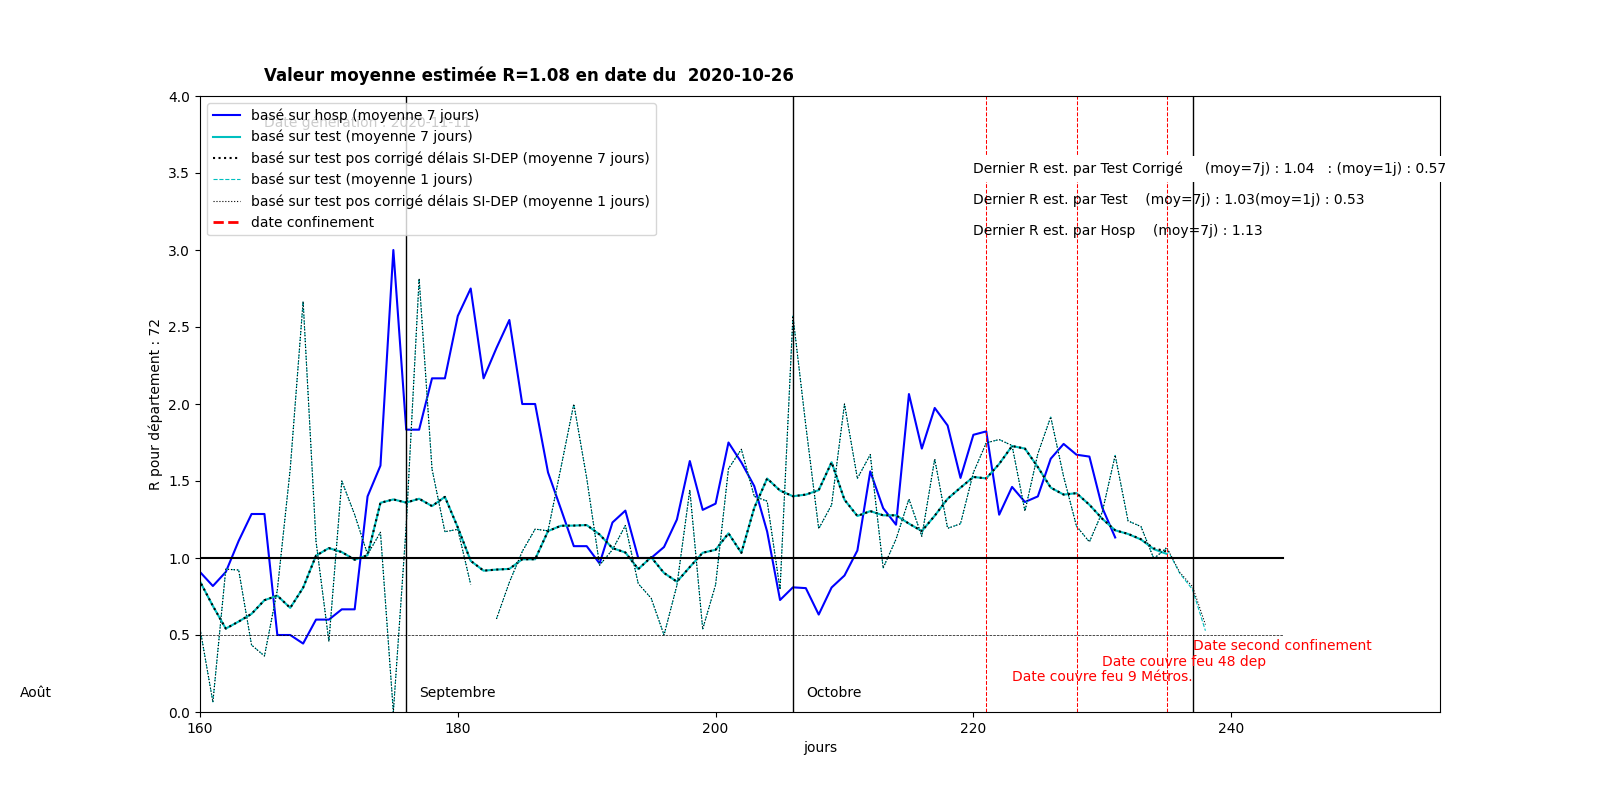 Valeur moyenne estimée R=1.08 en date du  2020-10-26
Date génération : 2020-11-11
basé sur hosp (moyenne 7 jours)
basé sur test (moyenne 7 jours)
basé sur test pos corrigé délais SI-DEP (moyenne 7 jours)
basé sur test (moyenne 1 jours)
basé sur test pos corrigé délais SI-DEP (moyenne 1 jours)
date confinement
Dernier R est. par Test Corrigé     (moy=7j) : 1.04   : (moy=1j) : 0.57
Dernier R est. par Test    (moy=7j) : 1.03(moy=1j) : 0.53
Dernier R est. par Hosp    (moy=7j) : 1.13
4.0
3.5
3.0
2.5
2.0
1.5
1.0
0.5
0.0
R pour département : 72
Date second confinement
Date couvre feu 48 dep
Date couvre feu 9 Métros.
Août
Septembre
Octobre
160
180
200
220
240
jours